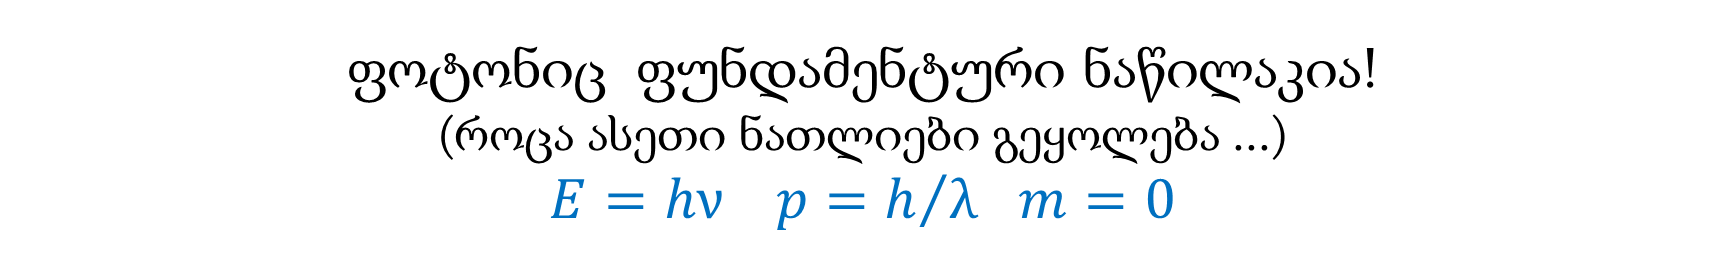 ფოტონიც ფუნდამენტური ნაწილაკია!
(როცა ასეთი ნათლიები გეყოლება ...)
E = hν p = h/λ m = 0